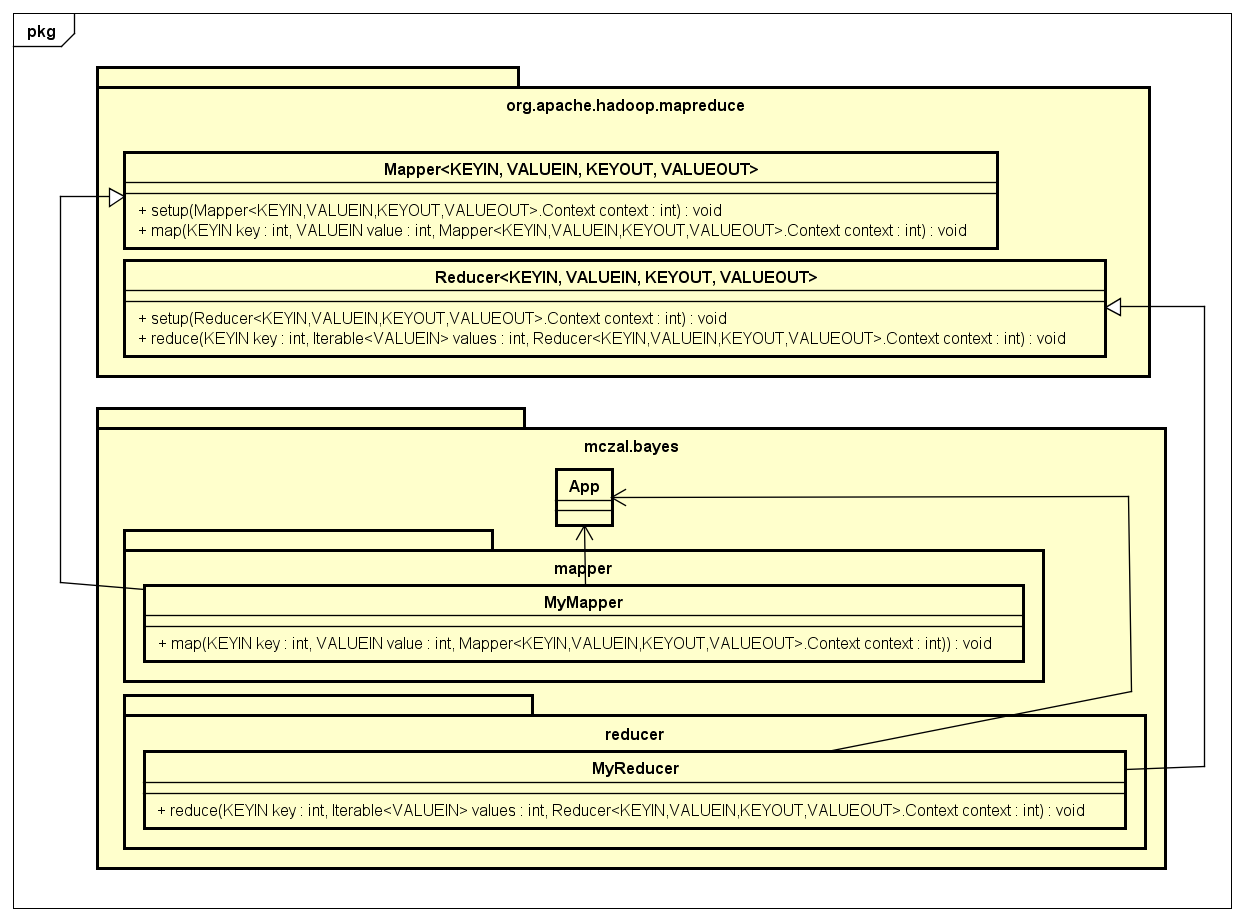 pkg
org.apache.hadoop.mapreduce
Mapper<KEYIN, VALUEIN, KEYOUT, VALUEOUT>
+ setup(Mapper<KEYIN,VALUEIN,KEYOUT,VALUEOUT>.Context context : int) : void
+ map(KEYIN key : int, VALUEIN value : int, Mapper<KEYIN,VALUEIN,KEYOUT,VALUEOUT>.Context context : int) : void
Reducer<KEYIN, VALUEIN, KEYOUT, VALUEOUT>
+ setup(Reducer<KEYIN,VALUEIN,KEYOUT,VALUEOUT>.Context context : int) : void
+ reduce(KEYIN key : int, Iterable<VALUEIN> values : int, Reducer<KEYIN,VALUEIN,KEYOUT,VALUEOUT>.Context context : int) : void
mczal.bayes
App
mapper
MyMapper
+ map(KEYIN key : int, VALUEIN value : int, Mapper<KEYIN,VALUEIN,KEYOUT,VALUEOUT>.Context context : int)) : void
reducer
MyReducer
+ reduce(KEYIN key : int, Iterable<VALUEIN> values : int, Reducer<KEYIN,VALUEIN,KEYOUT,VALUEOUT>.Context context : int) : void